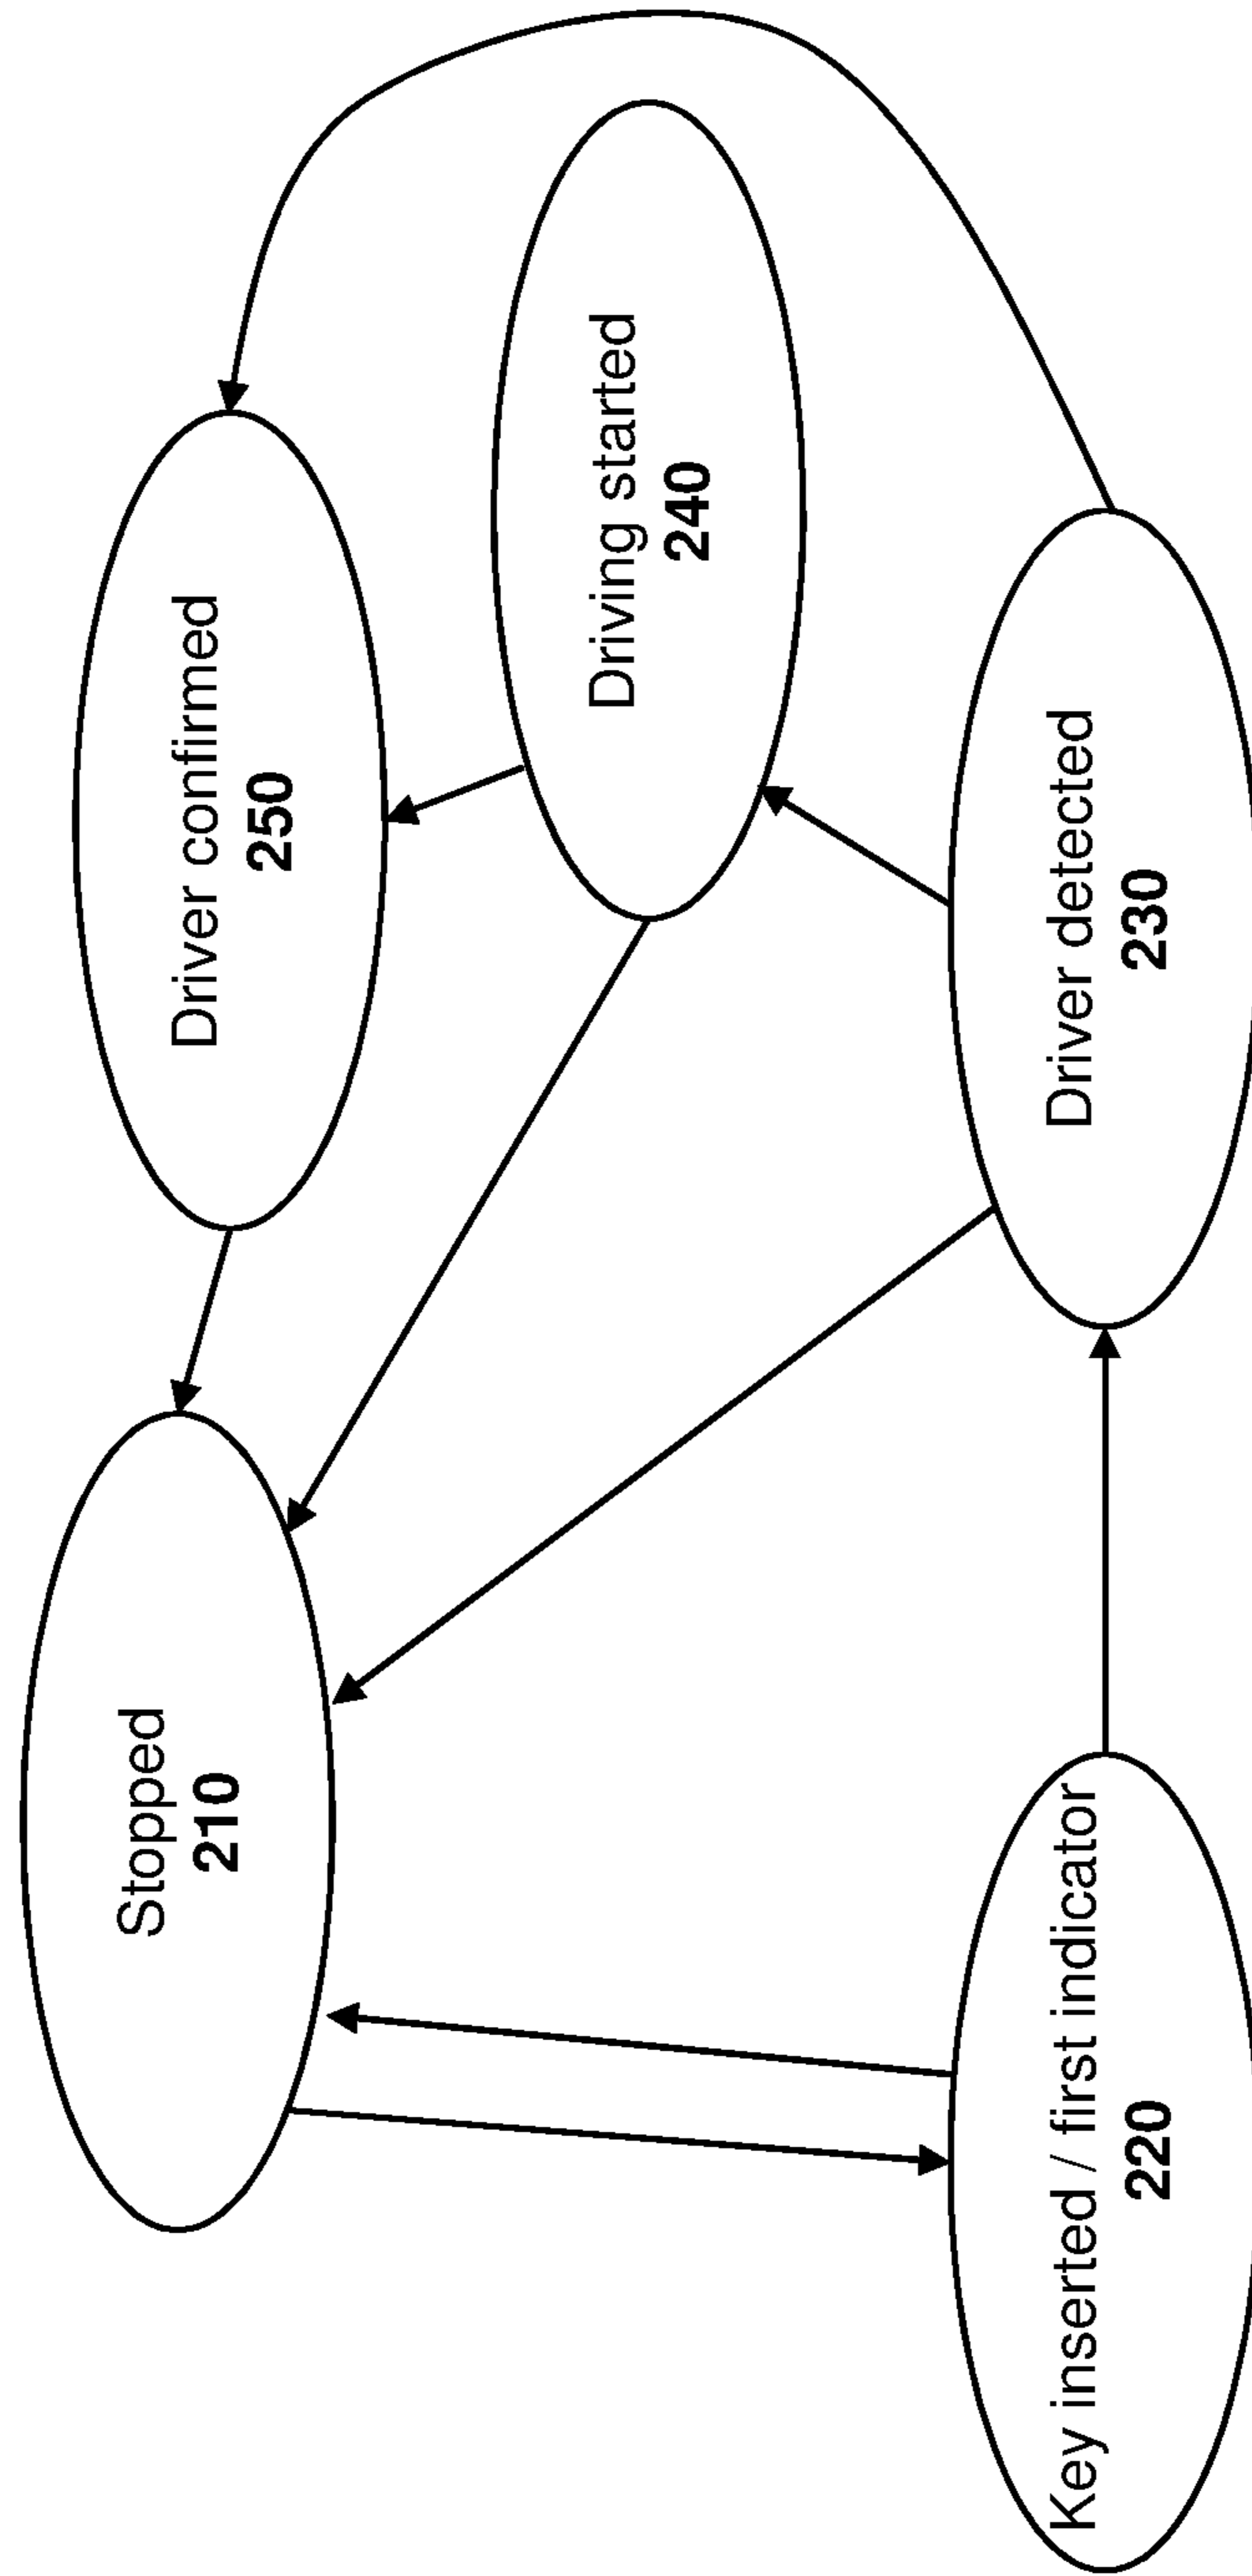 Stopped
210
Driver confirmed
250
Driving started
240
Key inserted / first indicator
220
Driver detected
230